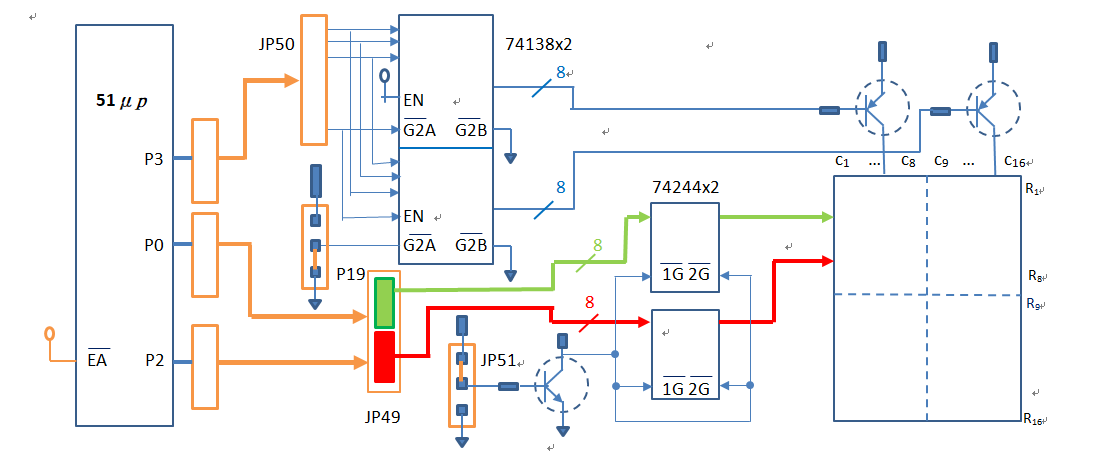 JP50
74138x2
51μp
8
EN
G2A G2B
P3
C1 ... C8 C9 ... C16
8
74244x2
R1
EN
P0
G2A G2B
8
P19
1G 2G
R8
8
R9
EA
P2
JP51
1G 2G
JP49
R16